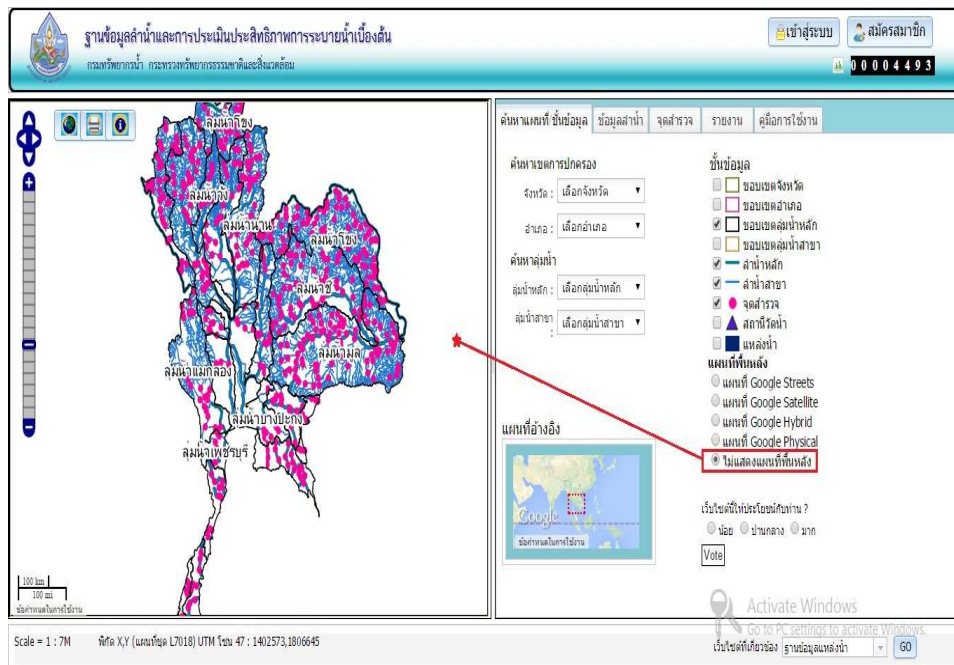 ฐานข้อมูลลำน้ำและการประเมินประสิทธิภาพการระบายน้ำเบื้องต้น
กรมทรัพยากรน้ำ กระทรวงทรัพยากรธรรมชาติและสิ่งแวดล้อม
เข้าสู่ระบบ
สมัครสมาชิก
00004493
ค้นหาแผนที่/ชั้นข้อมูล
ข้อมูลลำน้ำ
จุดสำรวจ
รายงาน
คู่มือการใช้งาน
ลุ่มน้ำโขง
ลุ่มน้ำวัง
ลุ่มน้ำน่าน
ลุ่มน้ำโขง
ลุ่มน้ำชี
ลุ่มน้ำมูล
ลุ่มน้ำแม่กลอง
ลุ่มน้ำบางปะกง
ลุ่มน้ำเพชรบุรี
100 km
100 mi
ข้อกำหนดในการใช้งาน
ค้นหาเขตการปกครอง
จังหวัด : เลือกจังหวัด
อำเภอ : เลือกอำเภอ
ค้นหาลุ่มน้ำ
ลุ่มน้ำหลัก : เลือกลุ่มน้ำหลัก
ลุ่มน้ำสาขา : เลือกลุ่มน้ำสาขา
แผนที่อ้างอิง
Google
ข้อกำหนดในการใช้งาน
ชั้นข้อมูล
ขอบเขตจังหวัด
ขอบเขตอำเภอ
ขอบเขตลุ่มน้ำหลัก
ขอบเขตลุ่มน้ำสาขา
ลำน้ำหลัก
ลำน้ำสาขา
จุดสำรวจ
สถานีวัดน้ำ
แหล่งน้ำ
แผนที่พื้นหลัง
แผนที่ Google Streets
แผนที่ Google Satellite
แผนที่ Google Hybrid
แผนที่ Google Physical
ไม่แสดงแผนที่พื้นหลัง
เว็บไซต์นี้ให้ประโยชน์กับท่าน ?
น้อย ปานกลาง มาก
Vote
Activate Windows
Go to PC settings to activate Windows.
Scale = 1 : 7M
พิกัด X,Y (แผนที่ชุด L7018) UTM โซน 47 : 1402573,1806645
เว็บไซต์ที่เกี่ยวข้อง ฐานข้อมูลแหล่งน้ำ GO